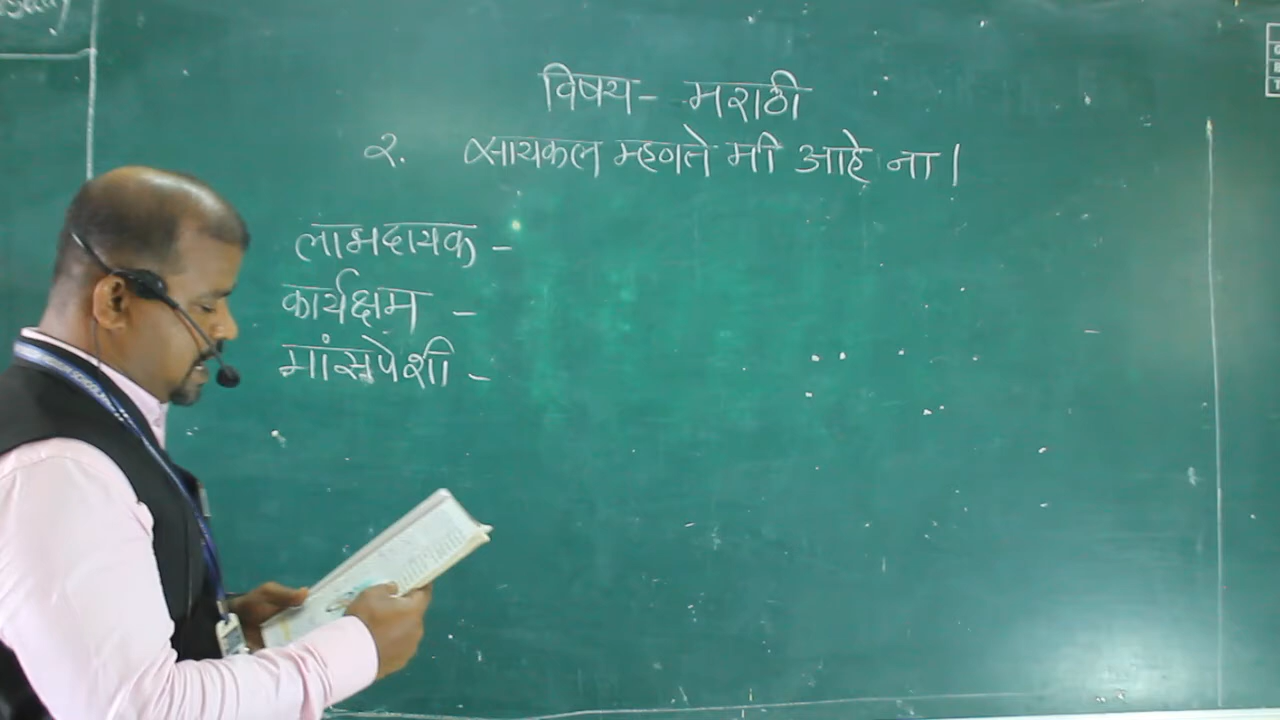 विषय - मराठी
२. सायकल म्हणते मी आहे ना।
लाभदायक -
कार्यक्षम -
मांसपेशी -